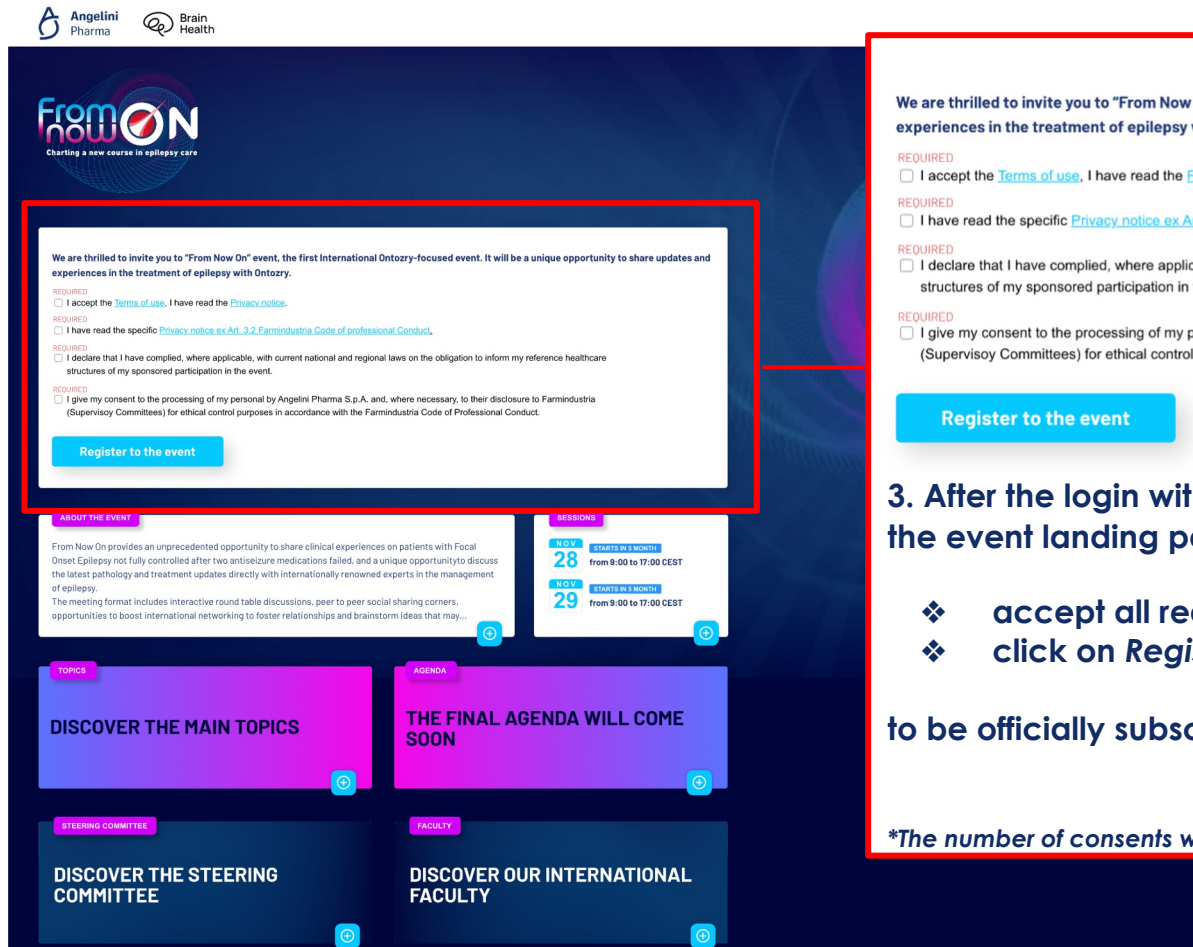 Angelini
Pharma
Brain
Health
From
now ON
Charting a new course in epilepsy care
We are thrilled to invite you to "From Now On" event, the first International Ontozry-focused event. It will be a unique opportunity to share updates and
experiences in the treatment of epilepsy with Ontozry.
REQUIRED
I accept the Terms of use, I have read the Privacy notice.
REQUIRED
I have read the specific Privacy notice ex Art. 3.2 Farmindustria Code of professional Conduct.
REQUIRED
I declare that I have complied, where applicable, with current national and regional laws on the obligation to inform my reference healthcare
structures of my sponsored participation in the event.
REQUIRED
I give my consent to the processing of my personal by Angelini Pharma S.p.A. and, where necessary, to their disclosure to Farmindustria
(Supervisoy Committees) for ethical control purposes in accordance with the Farmindustria Code of Professional Conduct.
Register to the event
ABOUT THE EVENT
From Now On provides an unprecedented opportunity to share clinical experiences on patients with Focal
Onset Epilepsy not fully controlled after two antiseizure medications failed, and a unique opportunityto discuss
the latest pathology and treatment updates directly with internationally renowned experts in the management
of epilepsy.
The meeting format includes interactive round table discussions, peer to peer social sharing corners,
opportunities to boost international networking to foster relationships and brainstorm ideas that may...
SESSIONS
NOV
28
STARTS IN 5 MONTH
from 9:00 to 17:00 CEST
NOV
29
STARTS IN 5 MONTH
from 9:00 to 17:00 CEST
TOPICS
DISCOVER THE MAIN TOPICS
AGENDA
THE FINAL AGENDA WILL COME
SOON
STEERING COMMITTEE
DISCOVER THE STEERING
COMMITTEE
FACULTY
DISCOVER OUR INTERNATIONAL
FACULTY
We are thrilled to invite you to "From Now
experiences in the treatment of epilepsy
REQUIRED
I accept the Terms of use, I have read the
REQUIRED
I have read the specific Privacy notice ex
REQUIRED
I declare that I have complied, where
structures of my sponsored participation in
REQUIRED
I give my consent to the processing of my
(Supervisoy Committees) for ethical control
Register to the event
3. After the login
the event landing
❖ accept all
❖ click on
to be officially
*The number of consents